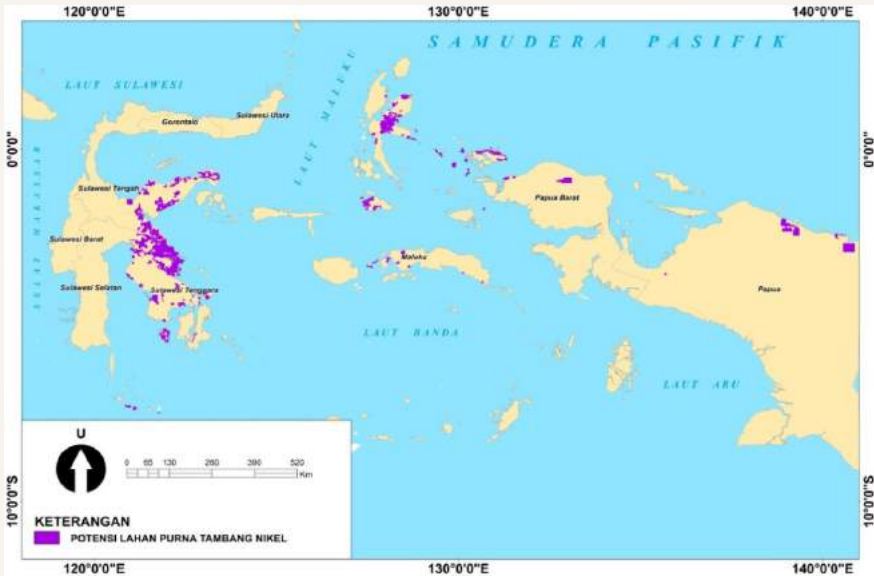 120°0'0"E 130°0'0"E 140°0'0"E
SAMUDERA PASIFIK
LAUT SULAWESI
LAUT MALUKU
Sulawesi Utara
Gorontalo
0°0'0"
0°0'0"
SELAT MAKASSAR
Sulawesi Tengah
Papua Barat
Sulawesi Barat
Maluku
Sulawesi Selatan
Sulawesi Tenggara
Papua
LAUT BANDA
LAUT ARU
U
0 65 130 260 390 520
Km
10°0'0"S
10°0'0"S
KETERANGAN
POTENSI LAHAN PURNA TAMBANG NIKEL
120°0'0"E 130°0'0"E 140°0'0"E